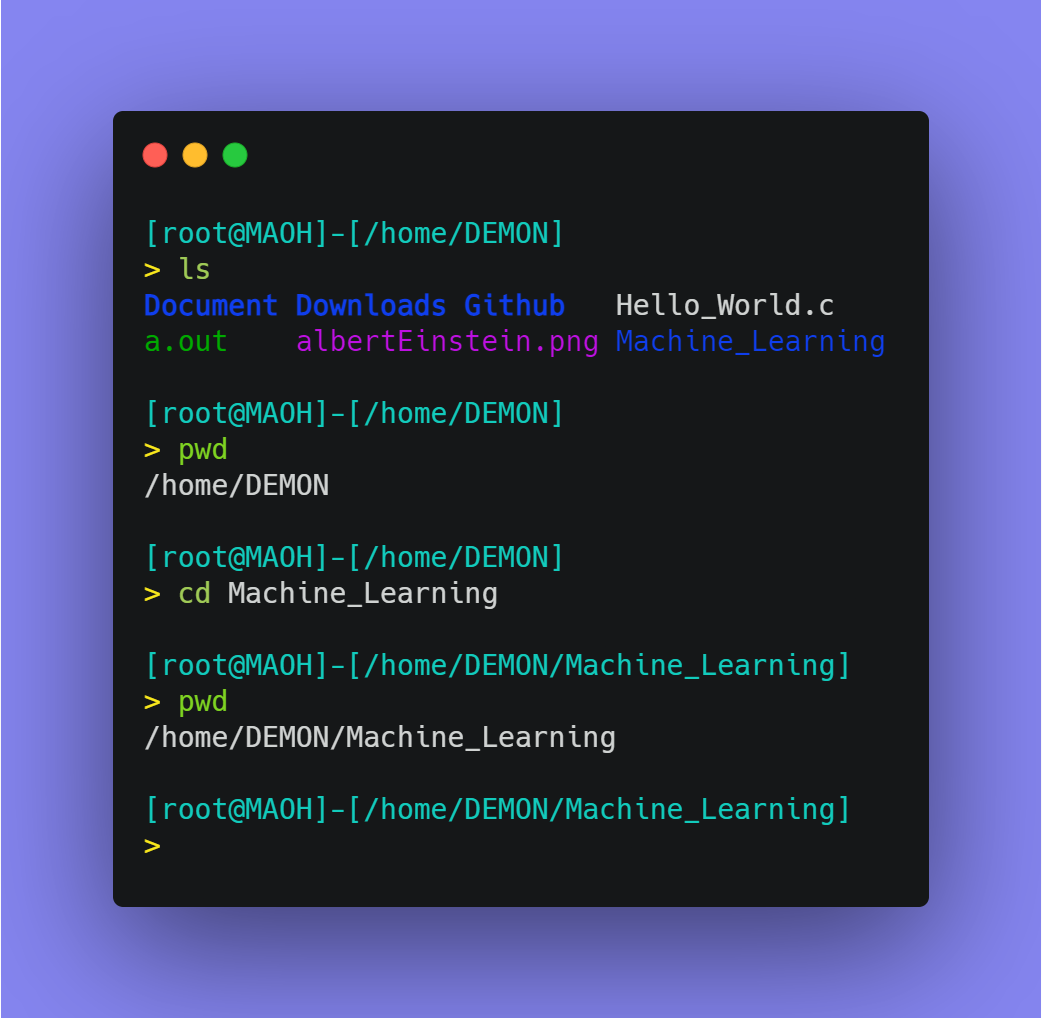 [root@MAOH]-[/home/DEMON]
> ls
Document Downloads Github   Hello_World.c
a.out    albertEinstein.png Machine_Learning
[root@MAOH]-[/home/DEMON]
> pwd
/home/DEMON
[root@MAOH]-[/home/DEMON]
> cd Machine_Learning
[root@MAOH]-[/home/DEMON/Machine_Learning]
> pwd
/home/DEMON/Machine_Learning
[root@MAOH]-[/home/DEMON/Machine_Learning]
>